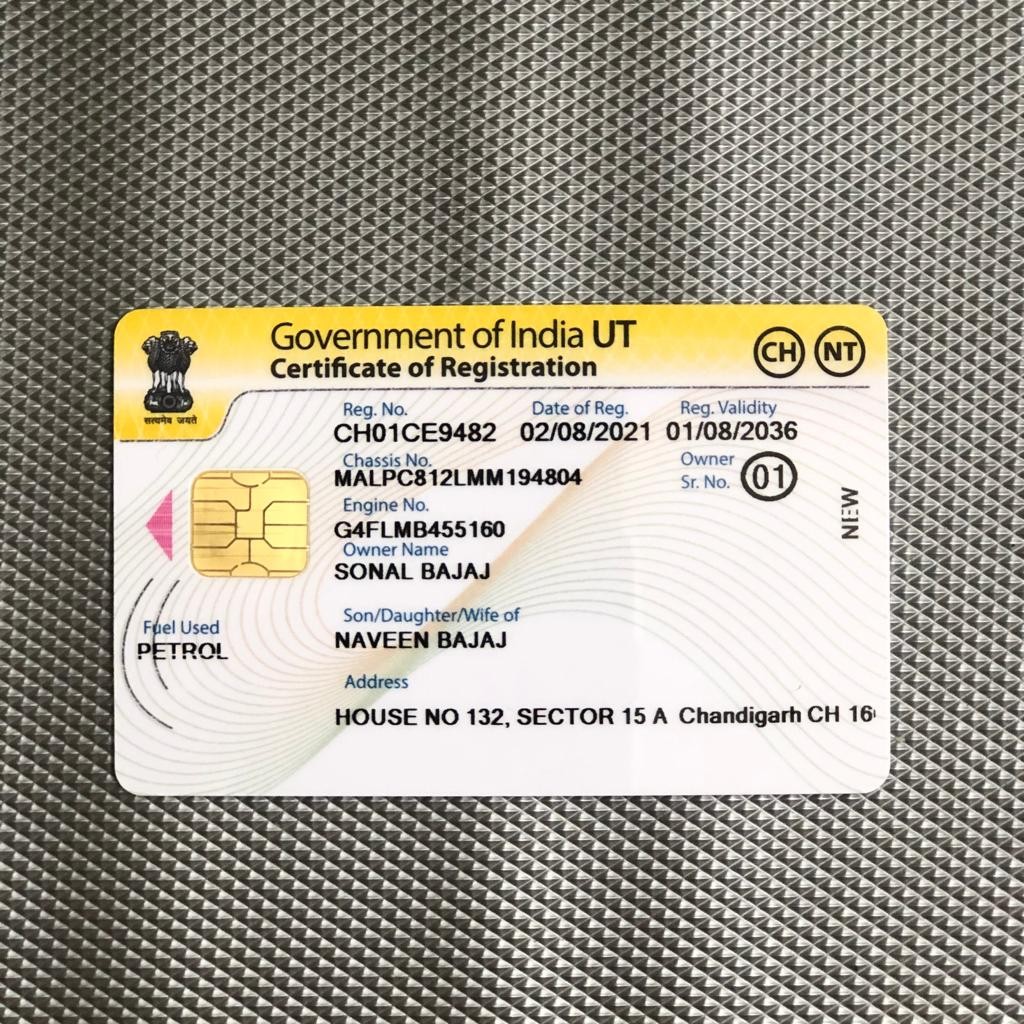 Government of India UT
Certificate of Registration
CH NT
सत्यमेव जयते
Reg. No. Date of Reg. Reg. Validity
CH01CE9482 02/08/2021 01/08/2036
Chassis No. Owner
MALPC812LMM194804 Sr. No. 01
Engine No.
G4FLMB455160
NEW
Owner Name
SONAL BAJAJ
Son/Daughter/Wife of
Fuel Used
NAVEEN BAJAJ
PETROL
Address
HOUSE NO 132, SECTOR 15 A Chandigarh CH 16